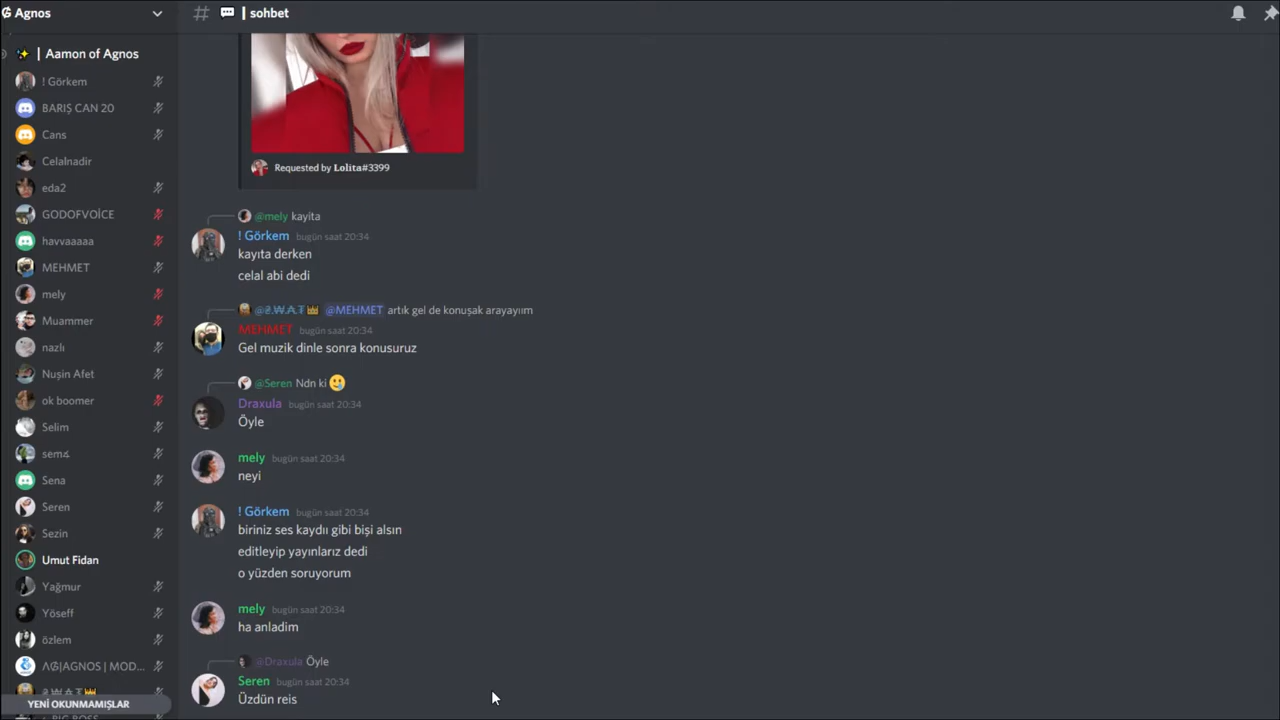 Agnos
| sohbet
| Aamon of Agnos
! Görkem
BARIŞ CAN 20
Cans
Celalnadir
eda2
GODOFVOİCE
havvaaaaa
MEHMET
mely
Muammer
nazlı
Nuşin Afet
ok boomer
Selim
Sena
Seren
Sezin
Umut Fidan
Yağmur
Yöseff
özlem
AGNOS | MOD...
YENİ OKUNMAMIŞLAR
Requested by Lolita#3399
@mely kayita
! Görkem bugün saat 20:34
kayıta derken
celal abi dedi
@MEHMET artık gel de konuşak arayayıım
MEHMET bugün saat 20:34
Gel muzik dinle sonra konusuruz
@Seren Ndn ki
Draxula bugün saat 20:34
Öyle
mely bugün saat 20:34
neyi
! Görkem bugün saat 20:34
biriniz ses kaydıı gibi bişi alsın
editleyip yayınlarız dedi
o yüzden soruyorum
mely bugün saat 20:34
ha anladim
@Draxula Öyle
Seren bugün saat 20:34
Üzdün reis